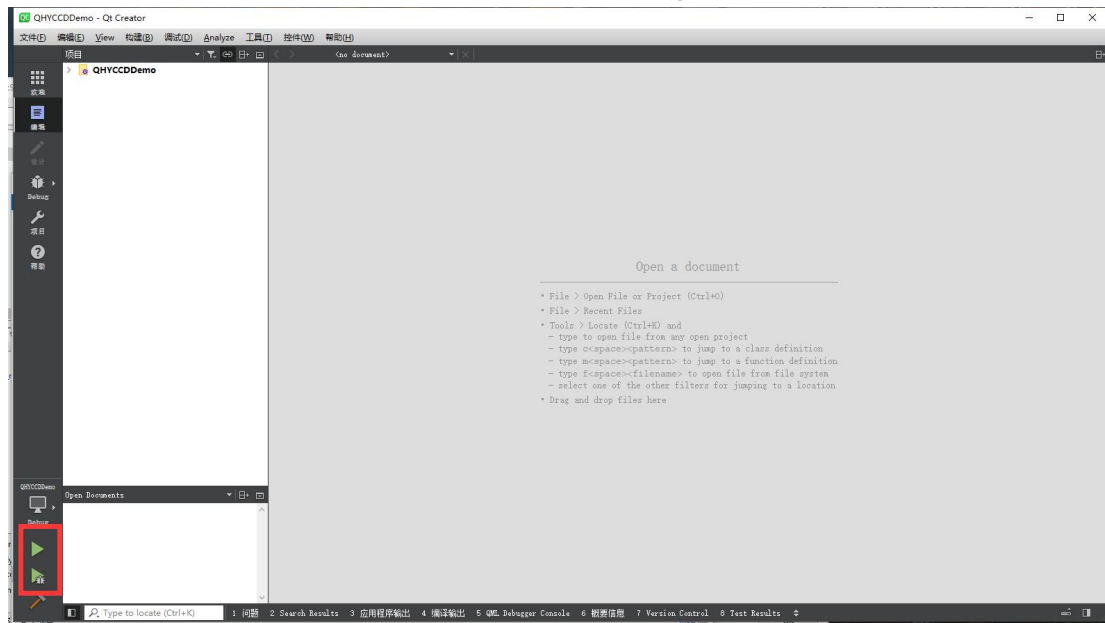 QHYCCDDemo - Qt Creator
文件(F) 编辑(E) View 构建(B) 调试(D) Analyze 工具(T) 控件(W) 帮助(H)
项目
<no document>
QHYCCDDemo
欢迎
编辑
设计
Debug
项目
帮助
Open a document
* File > Open File or Project (Ctrl+O)
* File > Recent Files
* Tools > Locate (Ctrl+K) and
- type to open file from any open project
- type c<space><pattern> to jump to a class definition
- type m<space><pattern> to jump to a function definition
- type f<space><filename> to open file from file system
- select one of the other filters for jumping to a location
* Drag and drop files here
QHYCCDDemo
Debug
Open Documents
Type to locate (Ctrl+K)
1 问题 2 Search Results 3 应用程序输出 4 编译输出 5 QML Debugger Console 6 概要信息 7 Version Control 8 Test Results